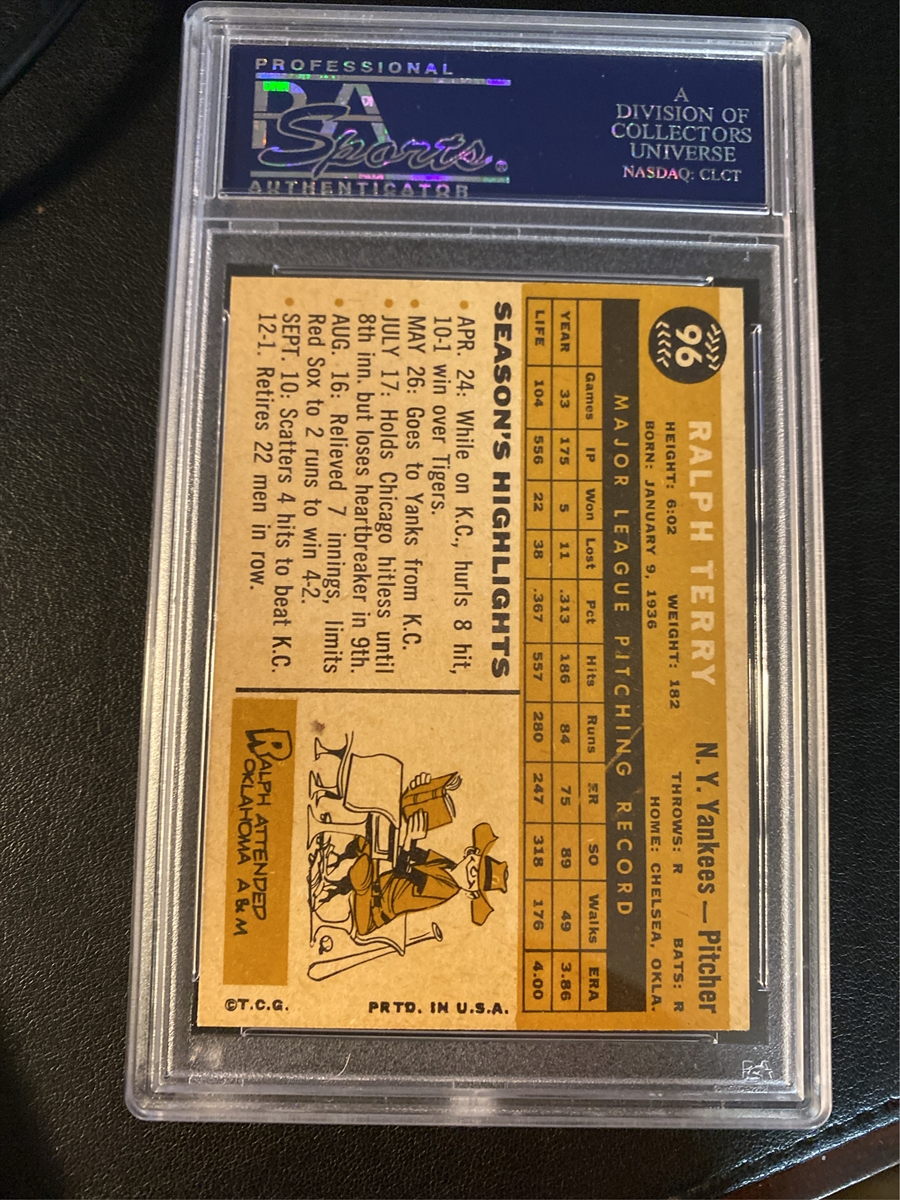 PROFESSIONAL
PSA
Sports®
AUTHENTICATOR
A
DIVISION OF
COLLECTORS
UNIVERSE
NASDAQ: CLCT
96
RALPH TERRY N. Y. Yankees—Pitcher
HEIGHT: 6:02 WEIGHT: 182 THROWS: R BATS: R
BORN: JANUARY 9, 1936 HOME: CHELSEA, OKLA.
MAJOR LEAGUE PITCHING RECORD
Games IP Won Lost Pct Hits Runs ER SO Walks ERA
YEAR 33 175 5 11 .313 186 84 75 89 49 3.86
LIFE 104 556 22 38 .367 557 280 247 318 176 4.00
SEASON'S HIGHLIGHTS
• APR. 24: While on K.C., hurls 8 hit,
10-1 win over Tigers.
• MAY 26: Goes to Yanks from K.C.
• JULY 17: Holds Chicago hitless until
8th inn. but loses heartbreaker in 9th.
• AUG. 16: Relieved 7 innings, limits
Red Sox to 2 runs to win 4-2.
• SEPT. 10: Scatters 4 hits to beat K.C.
12-1. Retires 22 men in row.
RALPH ATTENDED
OKLAHOMA A & M
©T.C.G. PRTD. IN U.S.A.